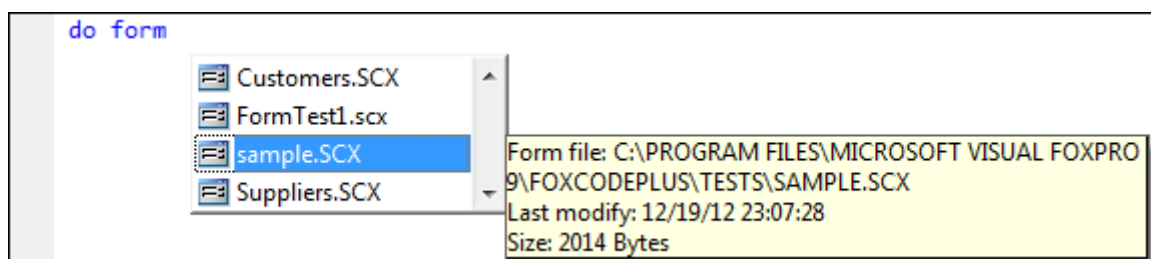 do form
Customers.SCX
FormTest1.scx
sample.SCX
Suppliers.SCX
Form file: C:\PROGRAM FILES\MICROSOFT VISUAL FOXPRO
9\FOXCODEPLUS\TESTS\SAMPLE.SCX
Last modify: 12/19/12 23:07:28
Size: 2014 Bytes